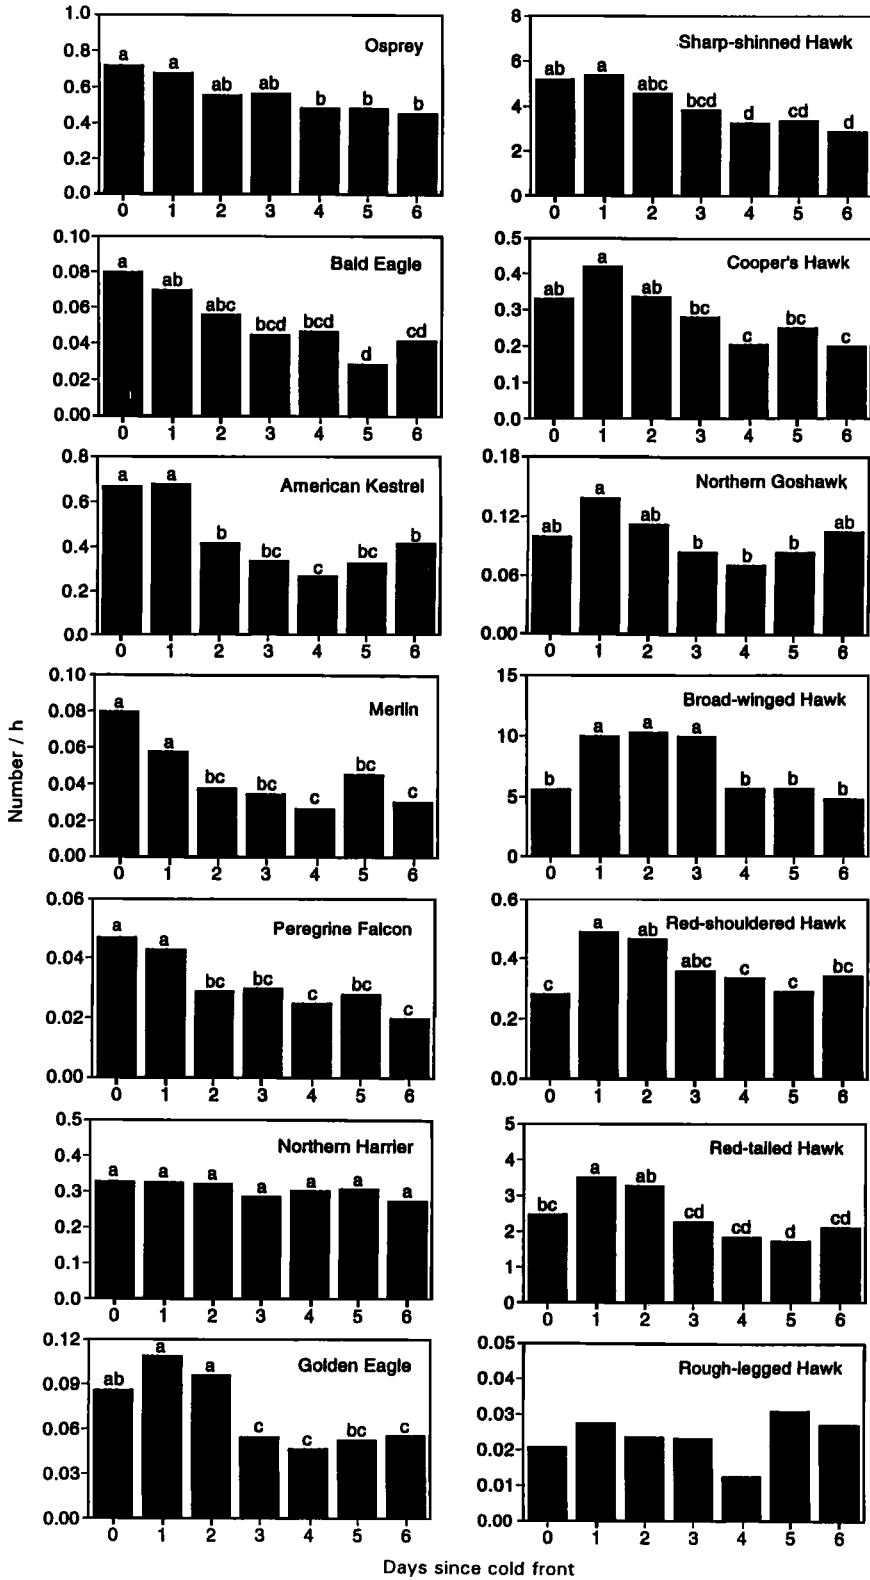 Number / h
1.0
0.8
0.6
0.4
0.2
0.0
Osprey
a a ab ab b b b
0 1 2 3 4 5 6
8
6
4
2
0
Sharp-shinned Hawk
ab a abc bcd d cd d
0 1 2 3 4 5 6
0.10
0.08
0.06
0.04
0.02
0.00
Bald Eagle
a ab abc bcd bcd d cd
0 1 2 3 4 5 6
0.5
0.4
0.3
0.2
0.1
0.0
Cooper's Hawk
ab a ab bc c bc c
0 1 2 3 4 5 6
0.8
0.6
0.4
0.2
0.0
American Kestrel
a a b bc c bc b
0 1 2 3 4 5 6
0.18
0.12
0.06
0.00
Northern Goshawk
ab a ab b b b ab
0 1 2 3 4 5 6
0.10
0.08
0.06
0.04
0.02
0.00
Merlin
a a bc bc c bc c
0 1 2 3 4 5 6
15
10
5
0
Broad-winged Hawk
b a a a b b b
0 1 2 3 4 5 6
0.06
0.04
0.02
0.00
Peregrine Falcon
a a bc bc c bc c
0 1 2 3 4 5 6
0.6
0.4
0.2
0.0
Red-shouldered Hawk
c a ab abc c c bc
0 1 2 3 4 5 6
0.5
0.4
0.3
0.2
0.1
0.0
Northern Harrier
a a a a a a a
0 1 2 3 4 5 6
5
4
3
2
1
0
Red-tailed Hawk
bc a ab cd cd d cd
0 1 2 3 4 5 6
0.12
0.09
0.06
0.03
0.00
Golden Eagle
ab a a c c bc c
0 1 2 3 4 5 6
0.05
0.04
0.03
0.02
0.01
0.00
Rough-legged Hawk
0 1 2 3 4 5 6
Days since cold front